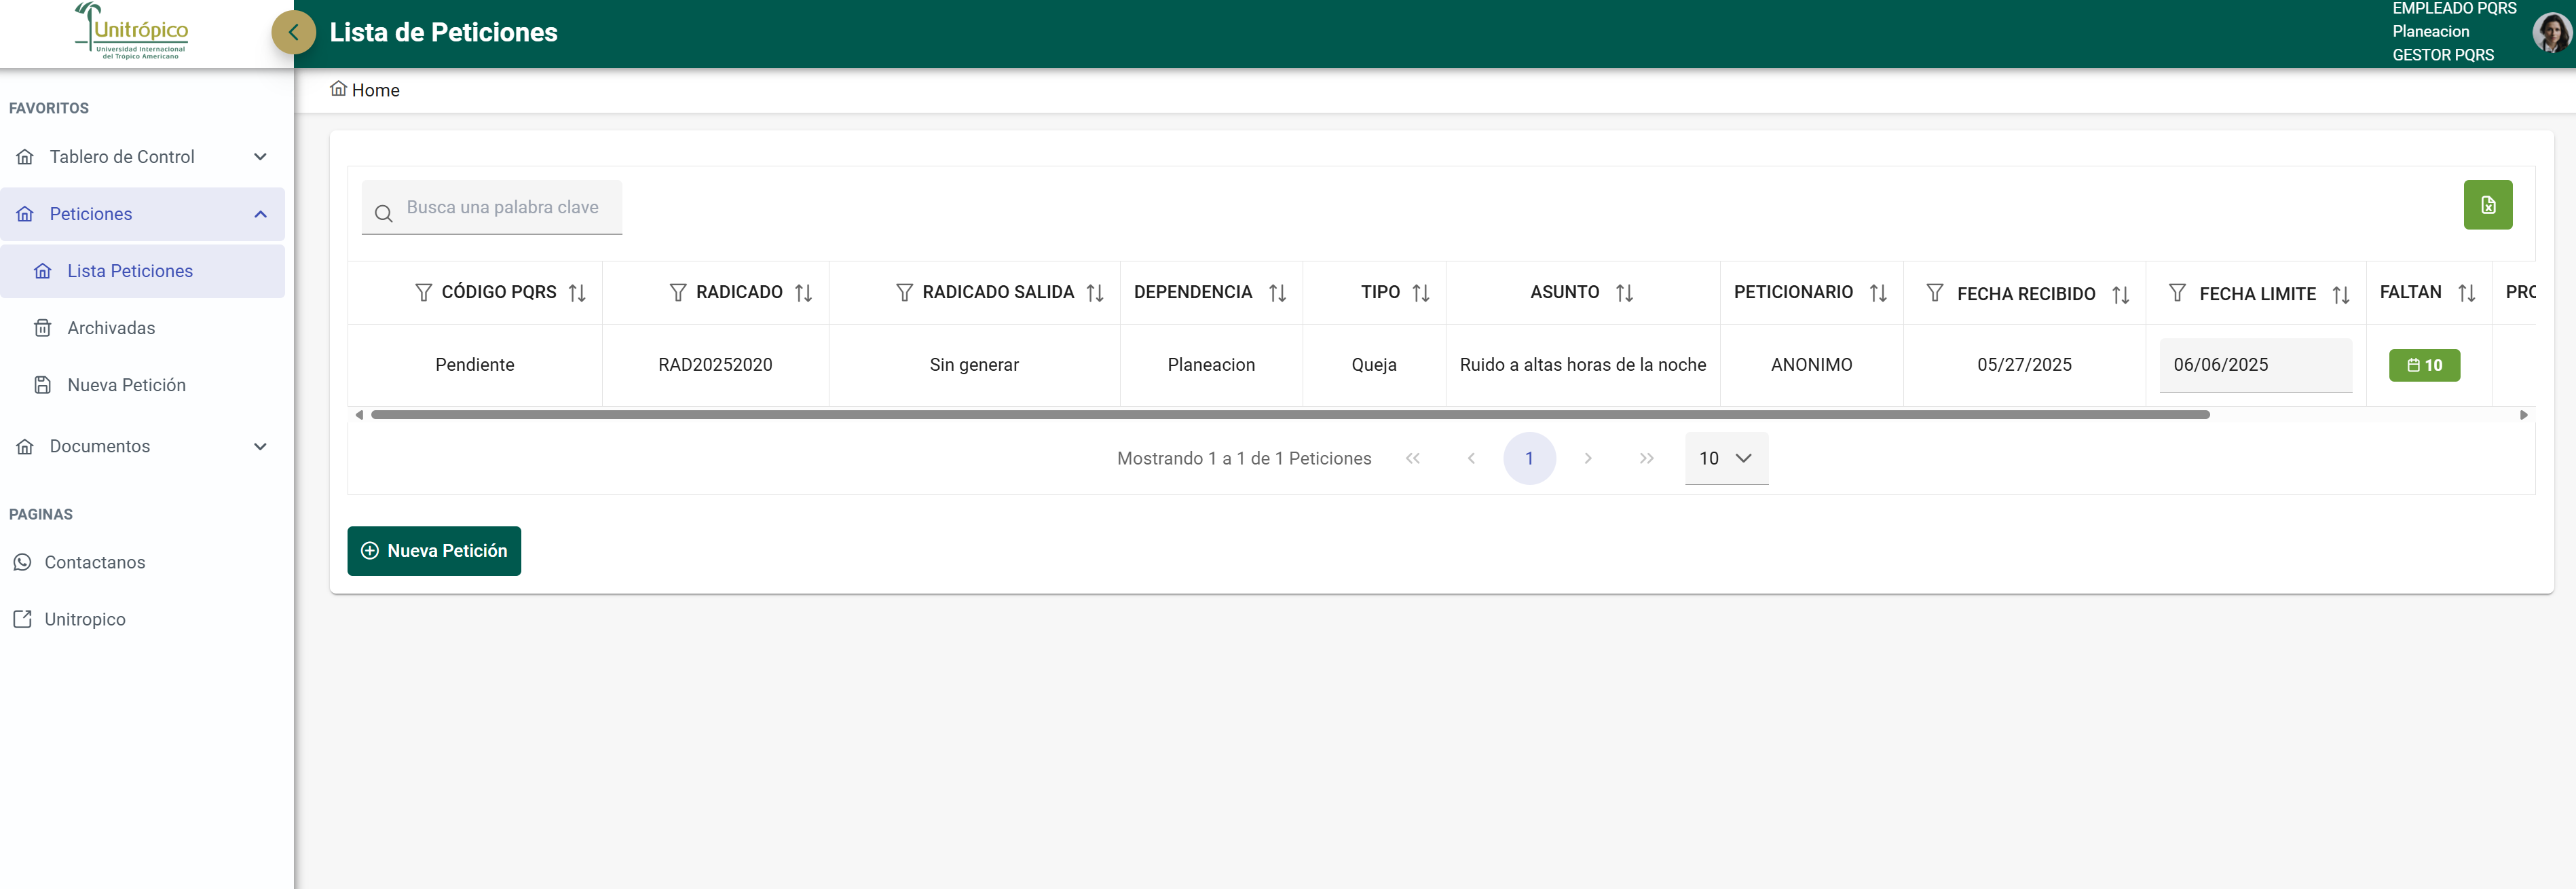 Unitrópico
Universidad Internacional
del Trópico Americano
Lista de Peticiones
EMPLEADO PQRS
Planeacion
GESTOR PQRS
Home
FAVORITOS
Tablero de Control
Peticiones
Lista Peticiones
Archivadas
Nueva Petición
Documentos
PAGINAS
Contactanos
Unitropico
Busca una palabra clave
CÓDIGO PQRS RADICADO RADICADO SALIDA DEPENDENCIA TIPO ASUNTO PETICIONARIO FECHA RECIBIDO FECHA LIMITE FALTAN PRO
Pendiente RAD20252020 Sin generar Planeacion Queja Ruido a altas horas de la noche ANONIMO 05/27/2025 06/06/2025 10
Mostrando 1 a 1 de 1 Peticiones 1 10
Nueva Petición